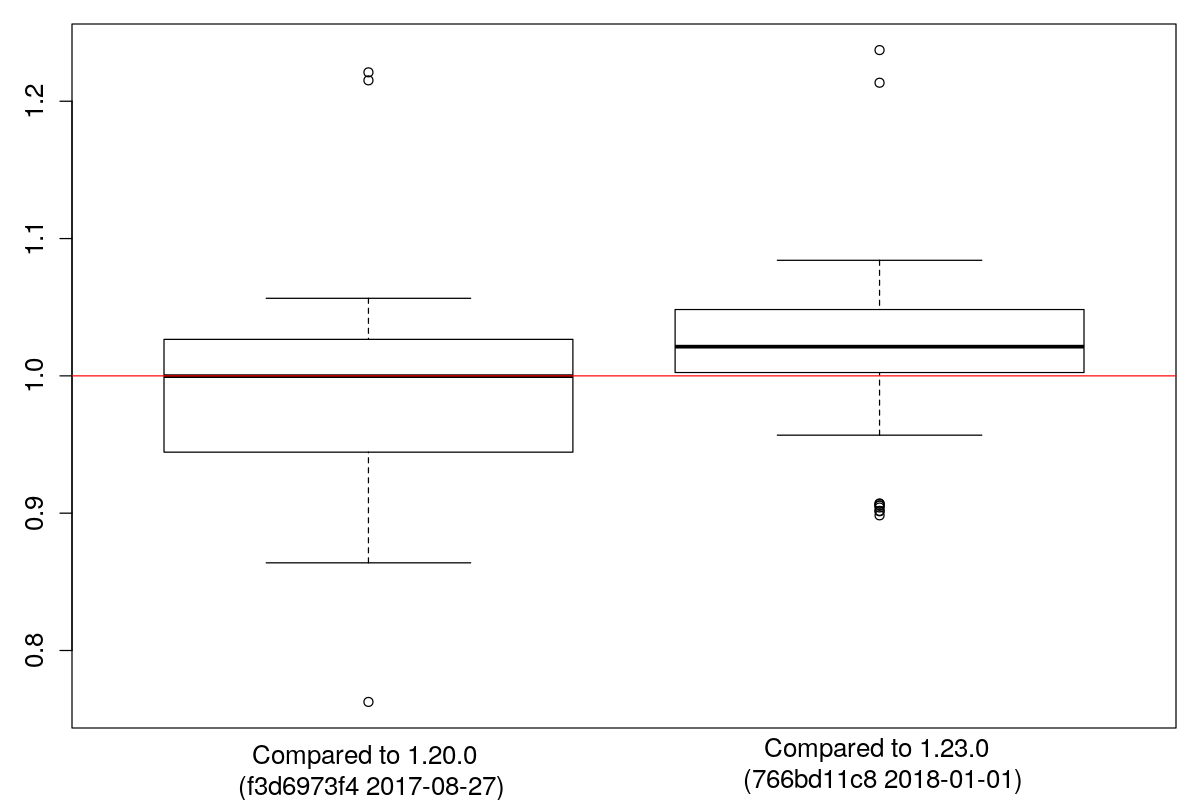 1.2
1.1
1.0
0.9
0.8
Compared to 1.20.0
(f3d6973f4 2017-08-27)
Compared to 1.23.0
(766bd11c8 2018-01-01)